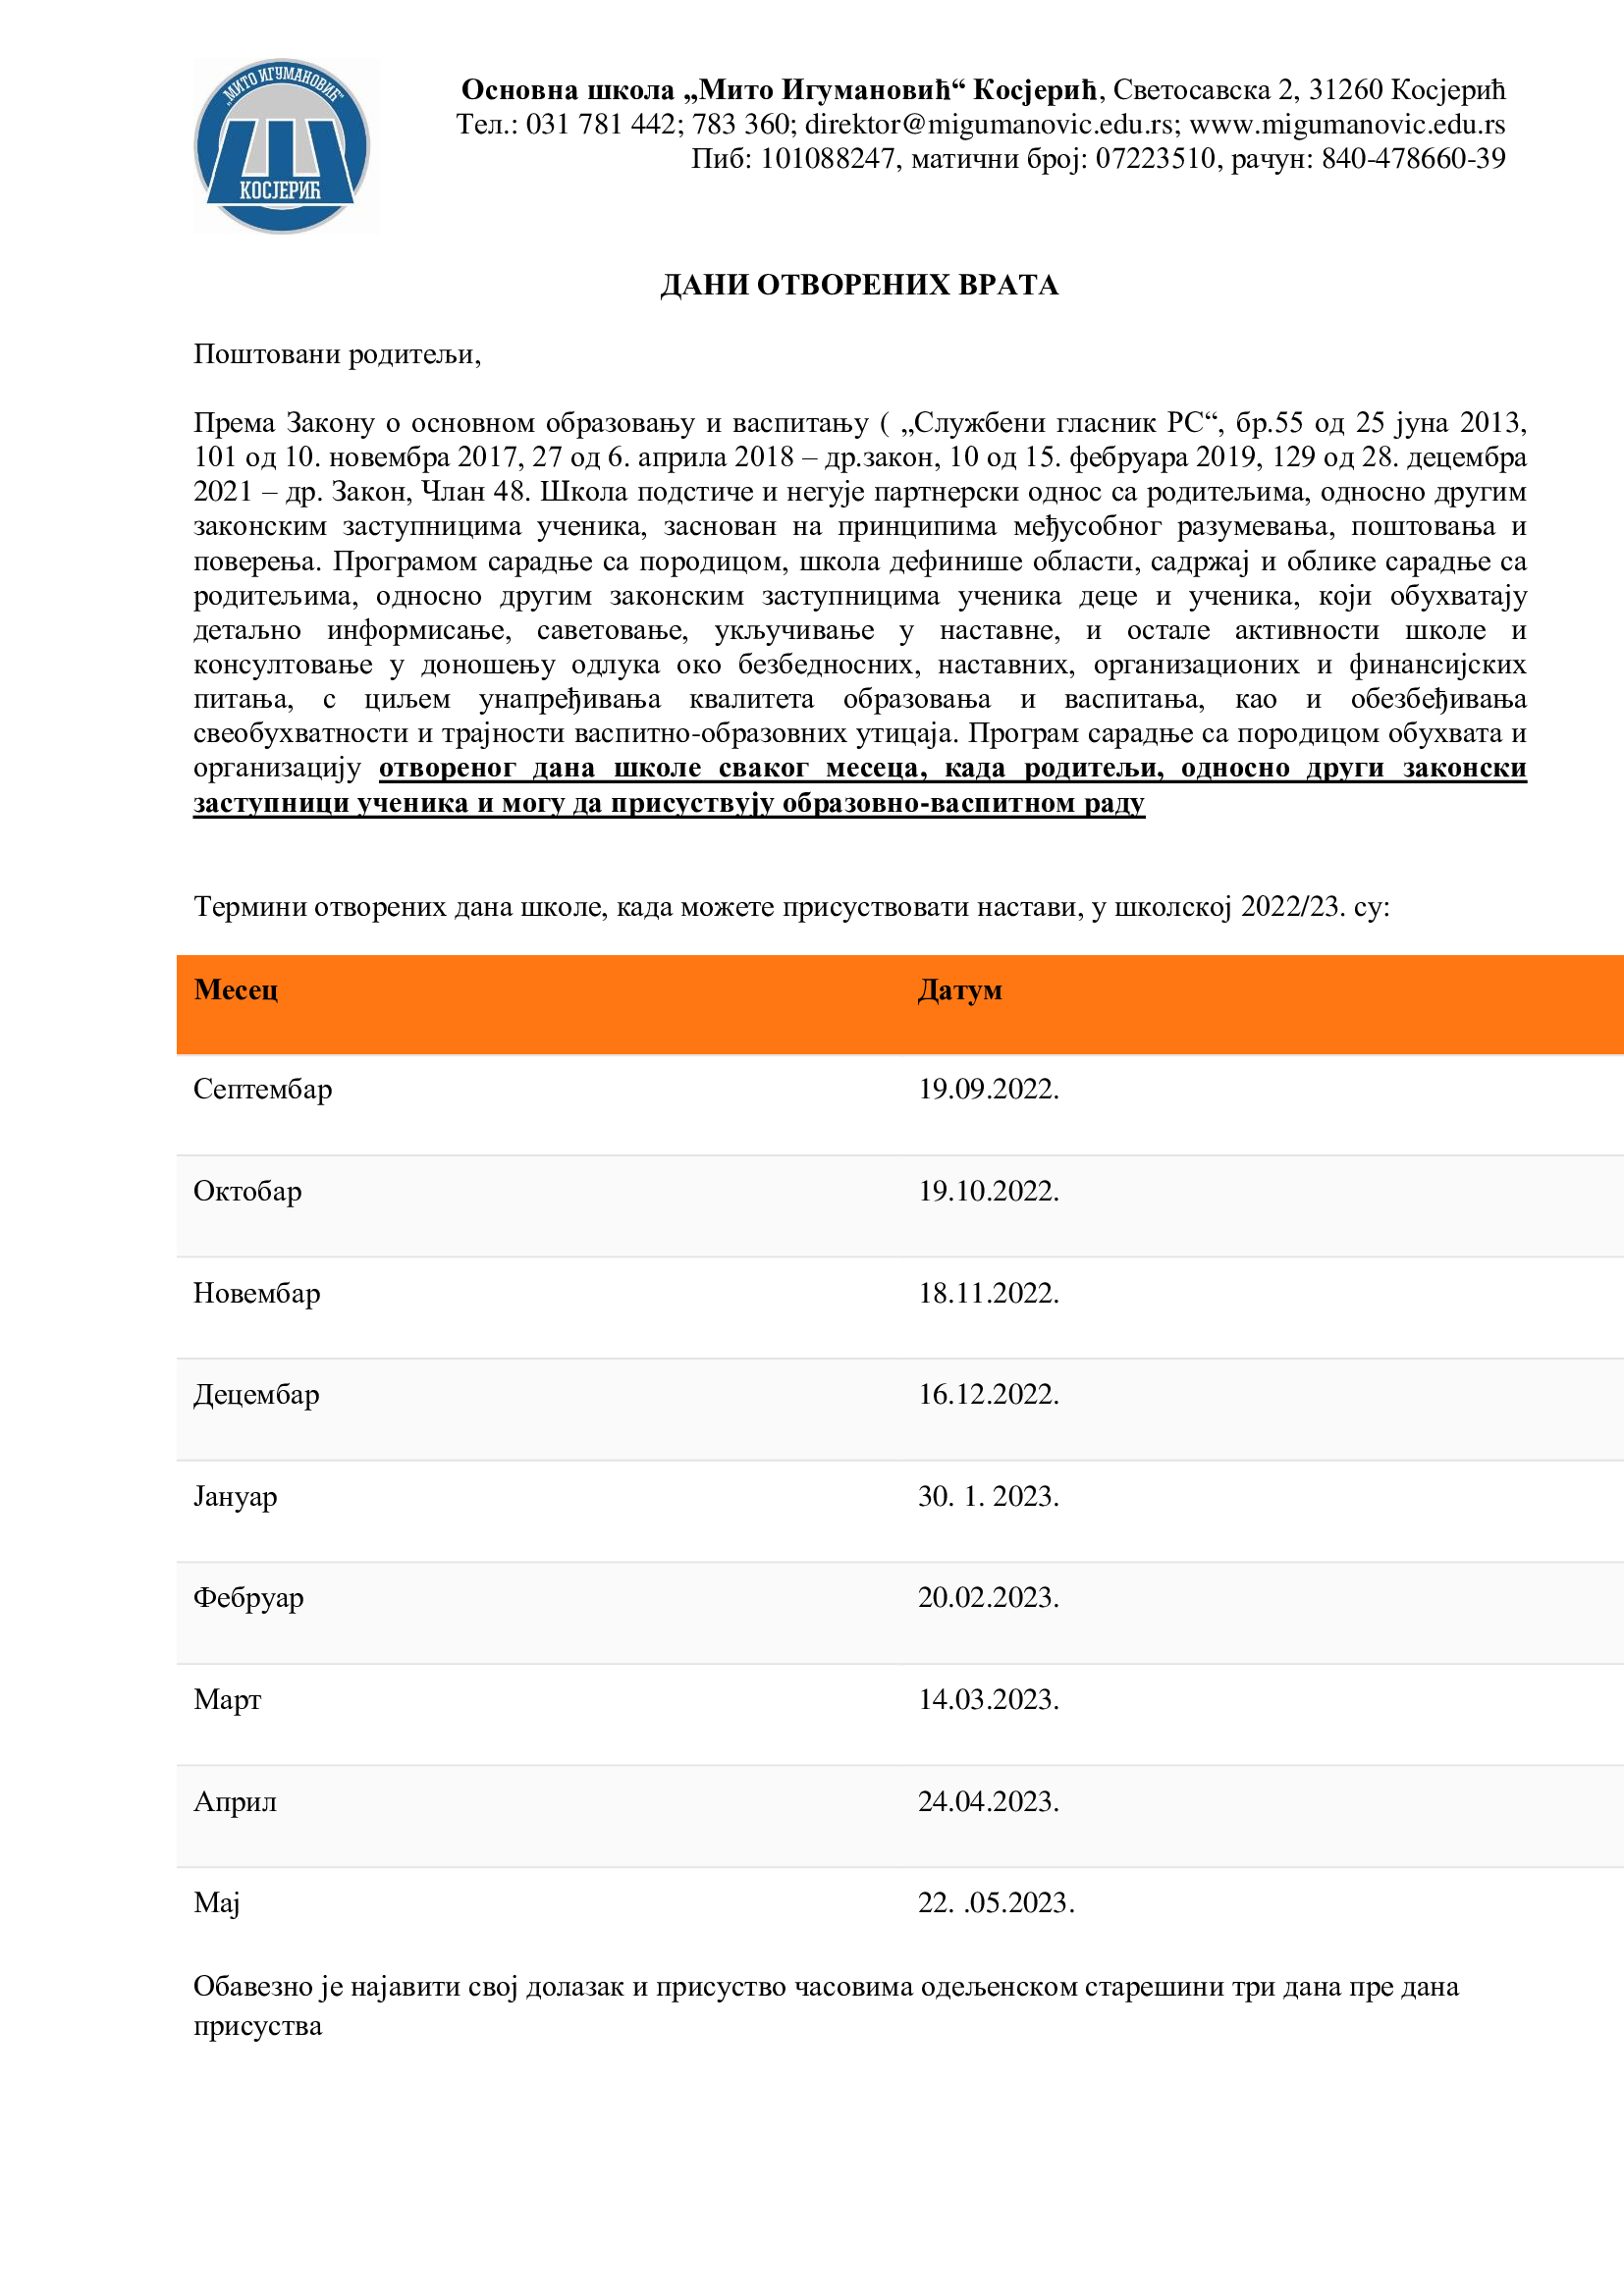 „МИТО ИГУМАНОВИЋ“
КОСЈЕРИЋ
Основна школа „Мито Игумановић“ Косјерић, Светосавска 2, 31260 Косјерић
Тел.: 031 781 442; 783 360; direktor@migumanovic.edu.rs; www.migumanovic.edu.rs
Пиб: 101088247, матични број: 07223510, рачун: 840-478660-39
ДАНИ ОТВОРЕНИХ ВРАТА
Поштовани родитељи,
Према Закону о основном образовању и васпитању ( „Службени гласник РС“, бр.55 од 25 јуна 2013,
101 од 10. новембра 2017, 27 од 6. априла 2018 – др.закон, 10 од 15. фебруара 2019, 129 од 28. децембра
2021 – др. Закон, Члан 48. Школа подстиче и негује партнерски однос са родитељима, односно другим
законским заступницима ученика, заснован на принципима међусобног разумевања, поштовања и
поверења. Програмом сарадње са породицом, школа дефинише области, садржај и облике сарадње са
родитељима, односно другим законским заступницима ученика деце и ученика, који обухватају
детаљно информисање, саветовање, укључивање у наставне, и остале активности школе и
консултовање у доношењу одлука око безбедносних, наставних, организационих и финансијских
питања, с циљем унапређивања квалитета образовања и васпитања, као и обезбеђивања
свеобухватности и трајности васпитно-образовних утицаја. Програм сарадње са породицом обухвата и
организацију отвореног дана школе сваког месеца, када родитељи, односно други законски
заступници ученика и могу да присуствују образовно-васпитном раду
Термини отворених дана школе, када можете присуствовати настави, у школској 2022/23. су:
Месец Датум
Септембар 19.09.2022.
Октобар 19.10.2022.
Новембар 18.11.2022.
Децембар 16.12.2022.
Јануар 30. 1. 2023.
Фебруар 20.02.2023.
Март 14.03.2023.
Април 24.04.2023.
Мај 22. .05.2023.
Обавезно је најавити свој долазак и присуство часовима одељенском старешини три дана пре дана
присуства